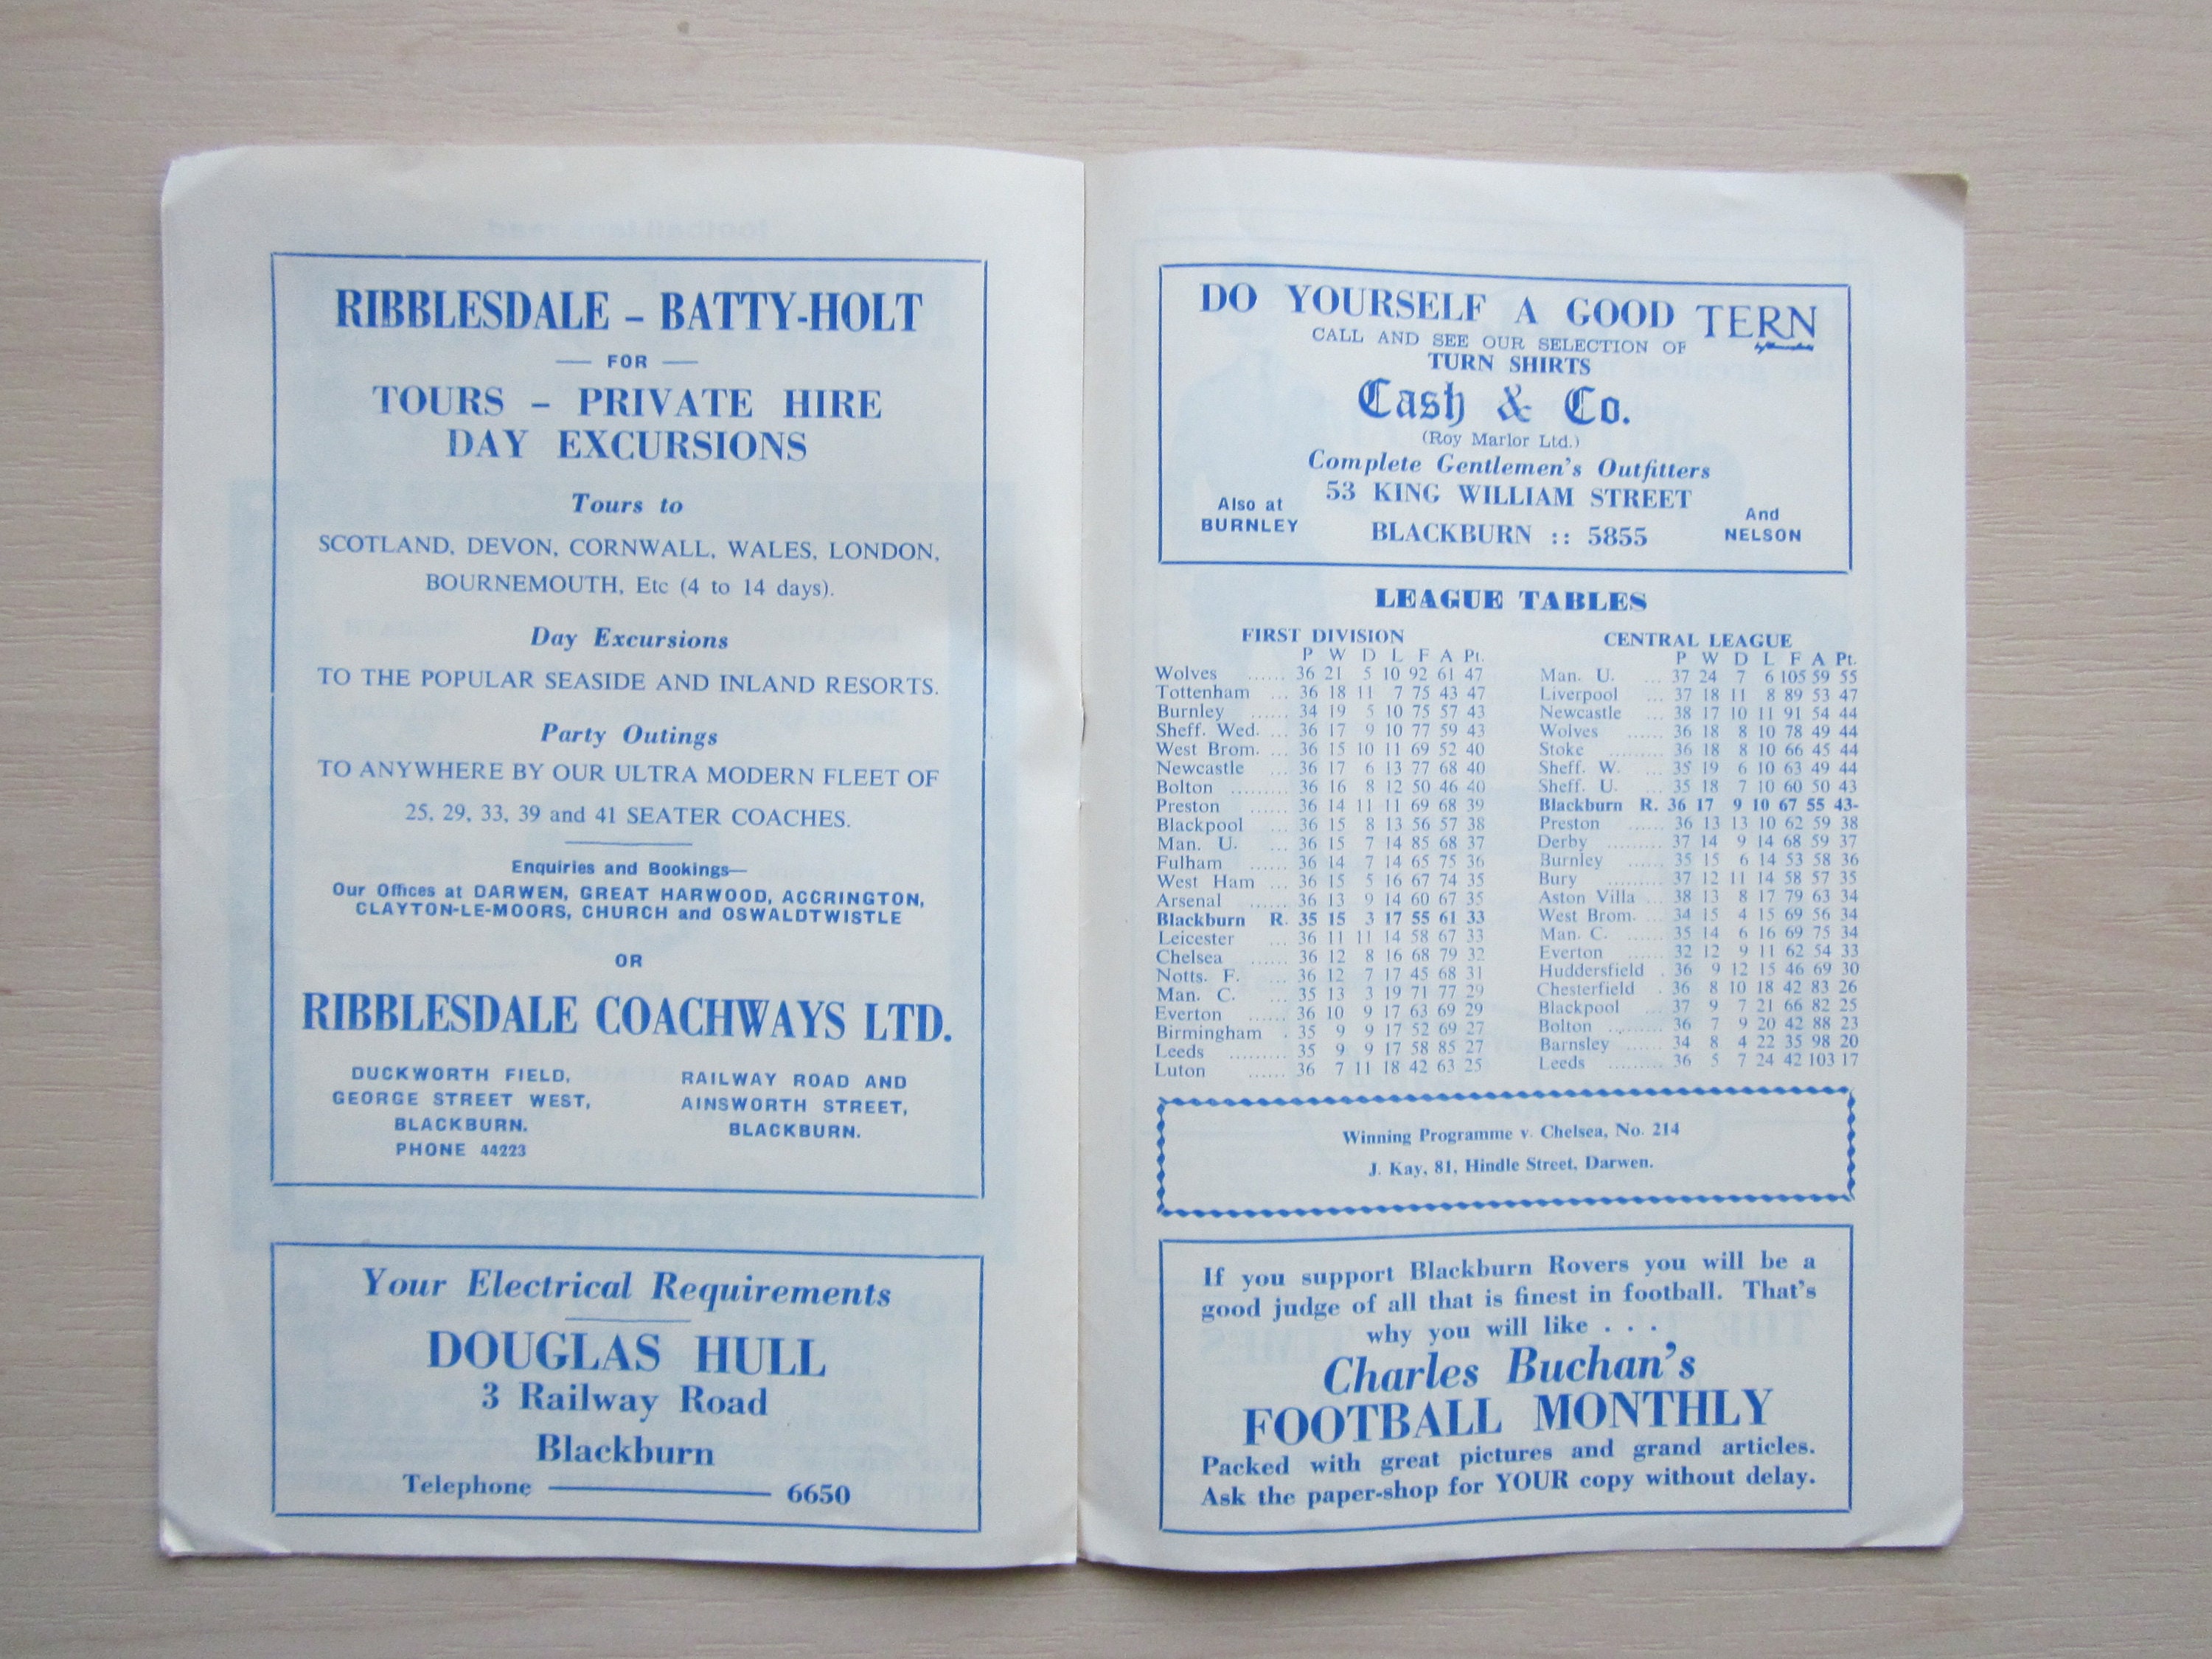 RIBBLESDALE – BATTY-HOLT
— FOR —
TOURS – PRIVATE HIRE
DAY EXCURSIONS
Tours to
SCOTLAND, DEVON, CORNWALL, WALES, LONDON,
BOURNEMOUTH, Etc (4 to 14 days).
Day Excursions
TO THE POPULAR SEASIDE AND INLAND RESORTS.
Party Outings
TO ANYWHERE BY OUR ULTRA MODERN FLEET OF
25, 29, 33, 39 and 41 SEATER COACHES.
Enquiries and Bookings—
Our Offices at DARWEN, GREAT HARWOOD, ACCRINGTON,
CLAYTON-LE-MOORS, CHURCH and OSWALDTWISTLE
OR
RIBBLESDALE COACHWAYS LTD.
DUCKWORTH FIELD,
GEORGE STREET WEST,
BLACKBURN.
PHONE 44223
RAILWAY ROAD AND
AINSWORTH STREET,
BLACKBURN.
Your Electrical Requirements
DOUGLAS HULL
3 Railway Road
Blackburn
Telephone ——— 6650
DO YOURSELF A GOOD TERN
CALL AND SEE OUR SELECTION OF
TURN SHIRTS
Cash & Co.
(Roy Marlor Ltd.)
Complete Gentlemen's Outfitters
53 KING WILLIAM STREET
BLACKBURN :: 5855
Also at
BURNLEY
And
NELSON
LEAGUE TABLES
FIRST DIVISION
P W D L F A Pt.
Wolves ...... 36 21 5 10 92 61 47
Tottenham ... 36 18 11 7 75 43 47
Burnley ...... 34 19 5 10 75 57 43
Sheff. Wed. ... 36 17 9 10 77 59 43
West Brom. ... 36 15 10 11 69 52 40
Newcastle ... 36 17 6 13 77 68 40
Bolton ......... 36 16 8 12 50 46 40
Preston ...... 36 14 11 11 69 68 39
Blackpool ... 36 15 8 13 56 57 38
Man. U. ... 36 15 7 14 85 68 37
Fulham ...... 36 14 7 14 65 75 36
West Ham ... 36 15 5 16 67 74 35
Arsenal ...... 36 13 9 14 60 67 35
Blackburn R. 35 15 3 17 55 61 33
Leicester ... 36 11 11 14 58 67 33
Chelsea ...... 36 12 8 16 68 79 32
Notts. F. ... 36 12 7 17 45 68 31
Man. C. ... 35 13 3 19 71 77 29
Everton ...... 36 10 9 17 63 69 29
Birmingham . 35 9 9 17 52 69 27
Leeds ......... 35 9 9 17 58 85 27
Luton ...... 36 7 11 18 42 63 25
CENTRAL LEAGUE
P W D L F A Pt.
Man. U. ... 37 24 7 6 105 59 55
Liverpool ... 37 18 11 8 89 53 47
Newcastle ... 38 17 10 11 91 54 44
Wolves ...... 36 18 8 10 78 49 44
Stoke ......... 36 18 8 10 66 45 44
Sheff. W. ... 35 19 6 10 63 49 44
Sheff. U. ... 35 18 7 10 60 50 43
Blackburn R. 36 17 9 10 67 55 43-
Preston ...... 36 13 13 10 62 59 38
Derby ......... 37 14 9 14 68 59 37
Burnley ...... 35 15 6 14 53 58 36
Bury ......... 37 12 11 14 58 57 35
Aston Villa ... 38 13 8 17 79 63 34
West Brom. ... 34 15 4 15 69 56 34
Man. C. ...... 35 14 6 16 69 75 34
Everton ...... 32 12 9 11 62 54 33
Huddersfield . 36 9 12 15 46 69 30
Chesterfield . 36 8 10 18 42 83 26
Blackpool ... 37 9 7 21 66 82 25
Bolton ......... 36 7 9 20 42 88 23
Barnsley ...... 34 8 4 22 35 98 20
Leeds ......... 36 5 7 24 42 103 17
Winning Programme v. Chelsea, No. 214
J. Kay, 81, Hindle Street, Darwen.
If you support Blackburn Rovers you will be a
good judge of all that is finest in football. That's
why you will like . . .
Charles Buchan's
FOOTBALL MONTHLY
Packed with great pictures and grand articles.
Ask the paper-shop for YOUR copy without delay.